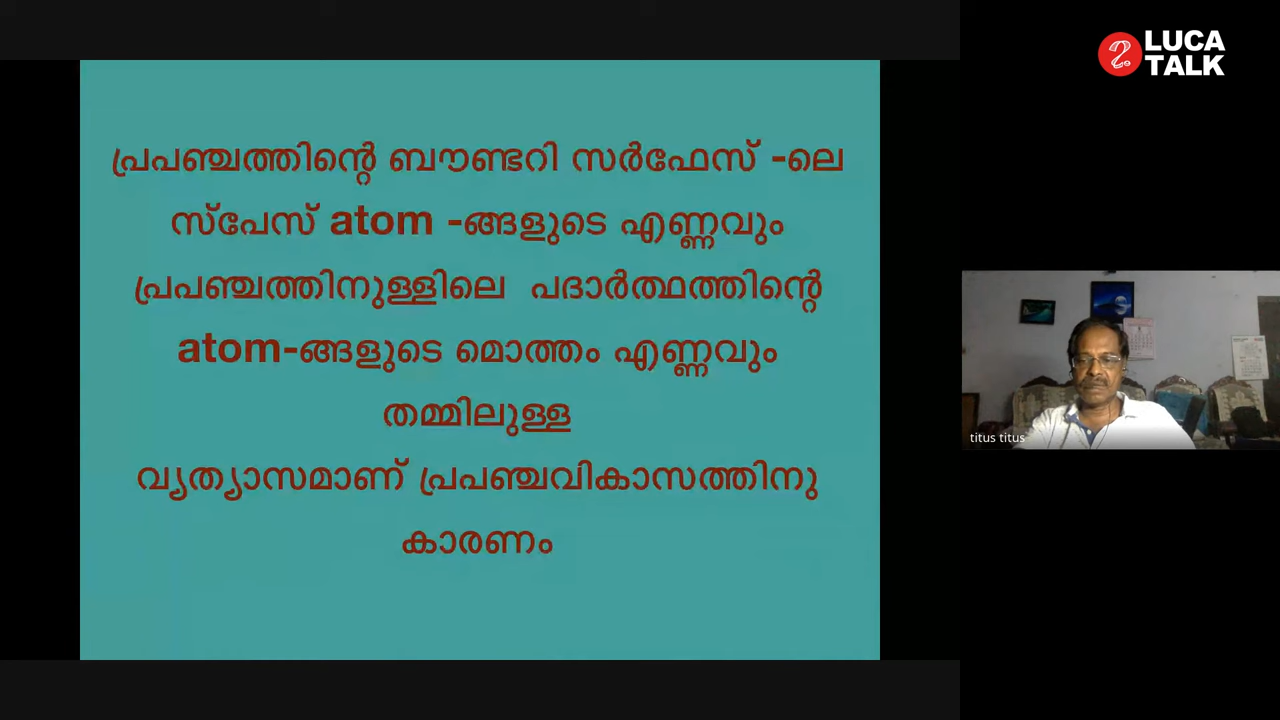 LUCA
TALK
പ്രപഞ്ചത്തിന്റെ ബൗണ്ടറി സർഫേസ് -ലെ
സ്പേസ് atom -ങ്ങളുടെ എണ്ണവും
പ്രപഞ്ചത്തിനുള്ളിലെ പദാർത്ഥത്തിന്റെ
atom-ങ്ങളുടെ മൊത്തം എണ്ണവും
തമ്മിലുള്ള
വ്യത്യാസമാണ് പ്രപഞ്ചവികാസത്തിനു
കാരണം
titus titus